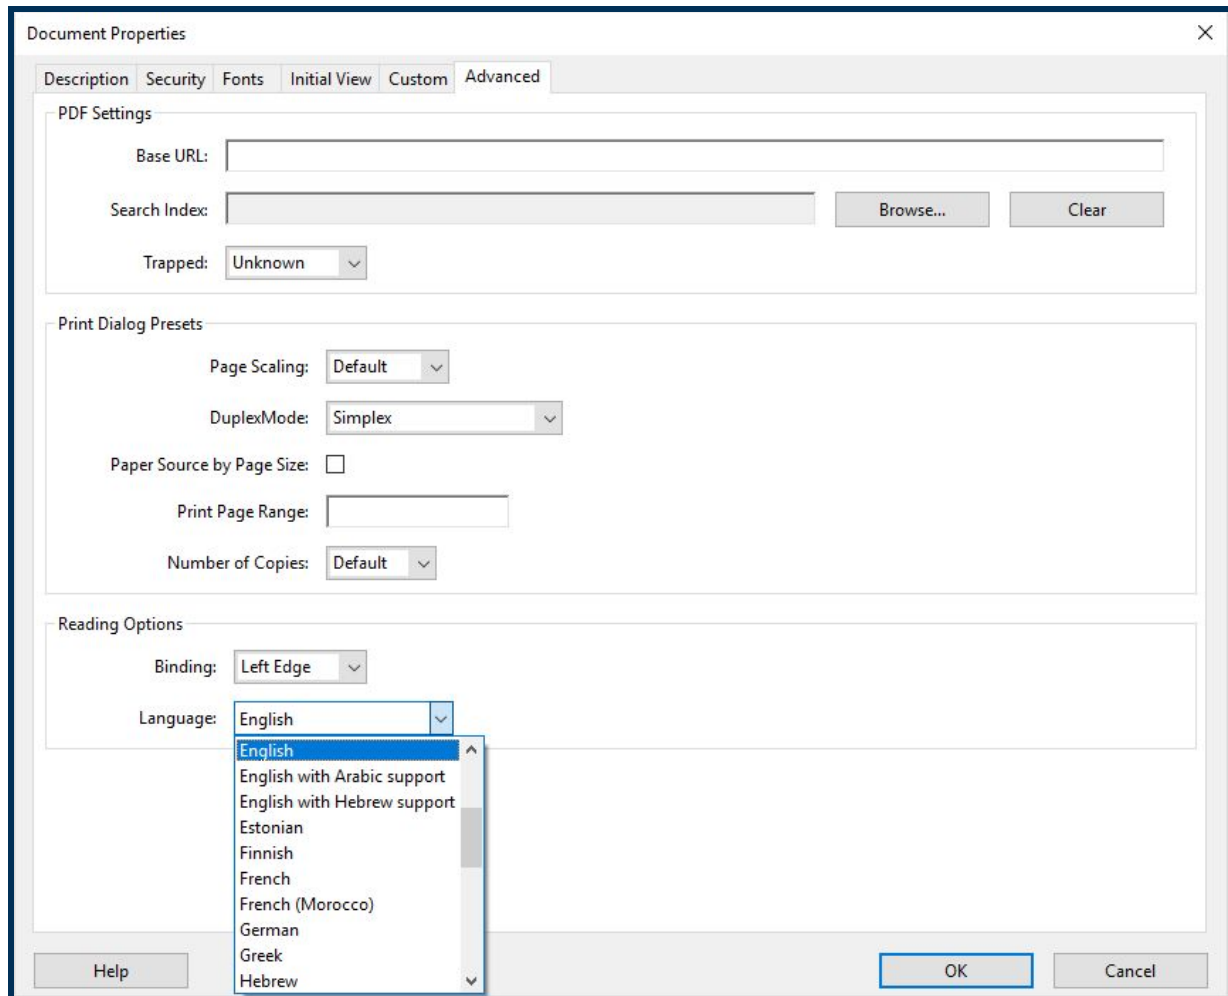 Document Properties
Description Security Fonts Initial View Custom Advanced
PDF Settings
Base URL:
Search Index: Browse... Clear
Trapped: Unknown
Print Dialog Presets
Page Scaling: Default
DuplexMode: Simplex
Paper Source by Page Size:
Print Page Range:
Number of Copies: Default
Reading Options
Binding: Left Edge
Language: English
English
English with Arabic support
English with Hebrew support
Estonian
Finnish
French
French (Morocco)
German
Greek
Hebrew
Help OK Cancel